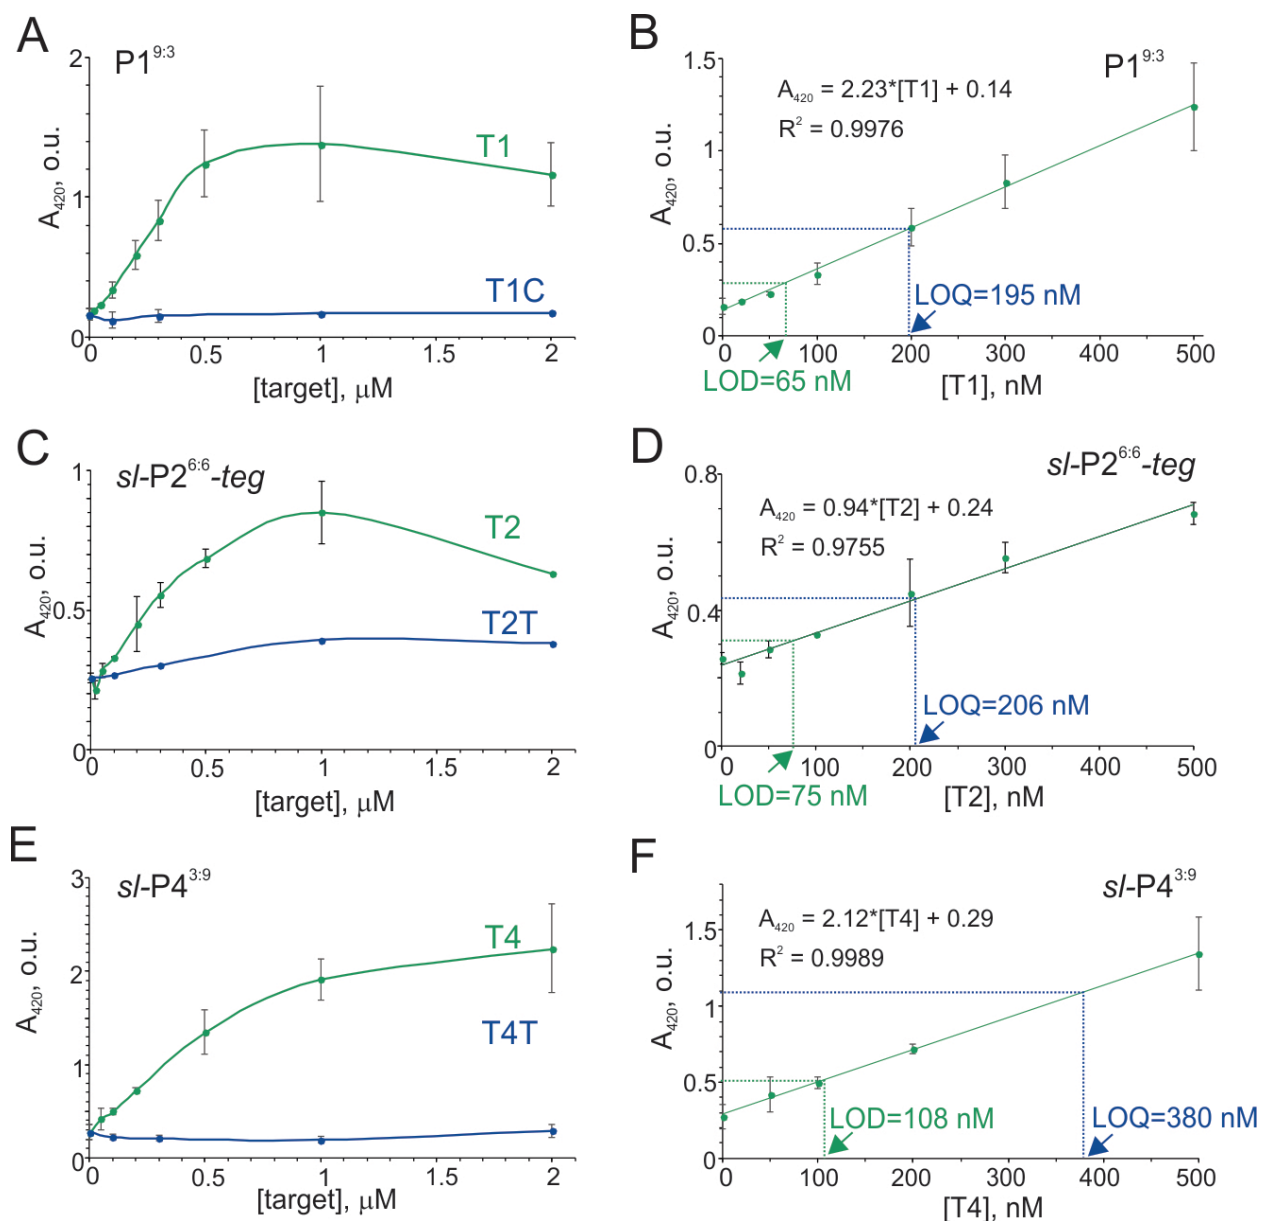 A
P1^9:3
2
1
0
A420, o.u.
T1
T1C
0 0.5 1 1.5 2
[target], μM
B
P1^9:3
A420 = 2.23*[T1] + 0.14
R² = 0.9976
1.5
1
0.5
0
A420, o.u.
LOQ=195 nM
0 100 200 300 400 500
LOD=65 nM
[T1], nM
C
sl-P2^6:6-teg
1
0.5
0
A420, o.u.
T2
T2T
0 0.5 1 1.5 2
[target], μM
D
sl-P2^6:6-teg
A420 = 0.94*[T2] + 0.24
R² = 0.9755
0.8
0.4
0
A420, o.u.
LOQ=206 nM
0 100 200 300 400 500
LOD=75 nM
[T2], nM
E
sl-P4^3:9
3
2
1
0
A420, o.u.
T4
T4T
0 0.5 1 1.5 2
[target], μM
F
sl-P4^3:9
A420 = 2.12*[T4] + 0.29
R² = 0.9989
1.5
1
0.5
0
A420, o.u.
LOD=108 nM
LOQ=380 nM
0 100 200 300 400 500
[T4], nM